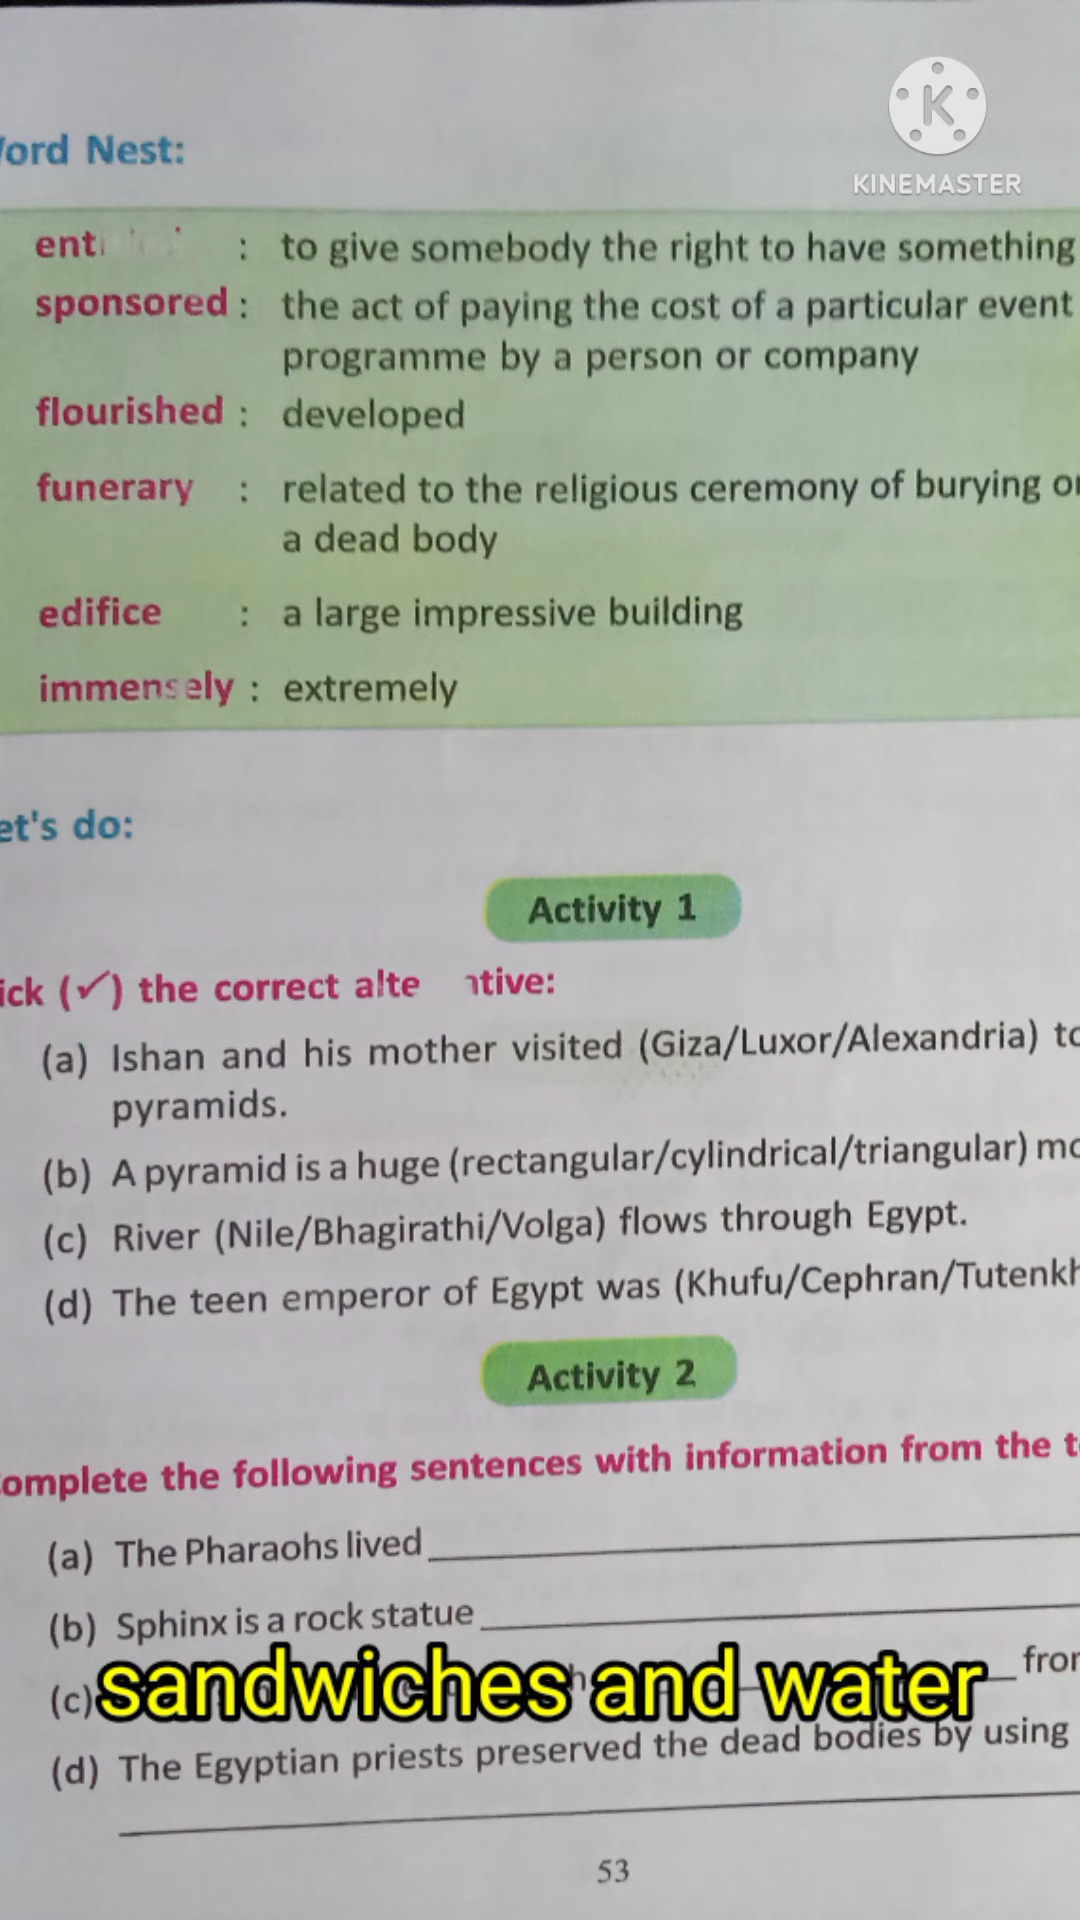 KINEMASTER
ord Nest:
ent : to give somebody the right to have something
sponsored : the act of paying the cost of a particular event
programme by a person or company
flourished : developed
funerary : related to the religious ceremony of burying or
a dead body
edifice : a large impressive building
immensely : extremely
et's do:
Activity 1
ick (✓) the correct alte ative:
(a) Ishan and his mother visited (Giza/Luxor/Alexandria) to
pyramids.
(b) A pyramid is a huge (rectangular/cylindrical/triangular) mo
(c) River (Nile/Bhagirathi/Volga) flows through Egypt.
(d) The teen emperor of Egypt was (Khufu/Cephran/Tutenkh
Activity 2
omplete the following sentences with information from the t
(a) The Pharaohs lived
(b) Sphinx is a rock statue
(c) from
sandwiches and water
(d) The Egyptian priests preserved the dead bodies by using
53